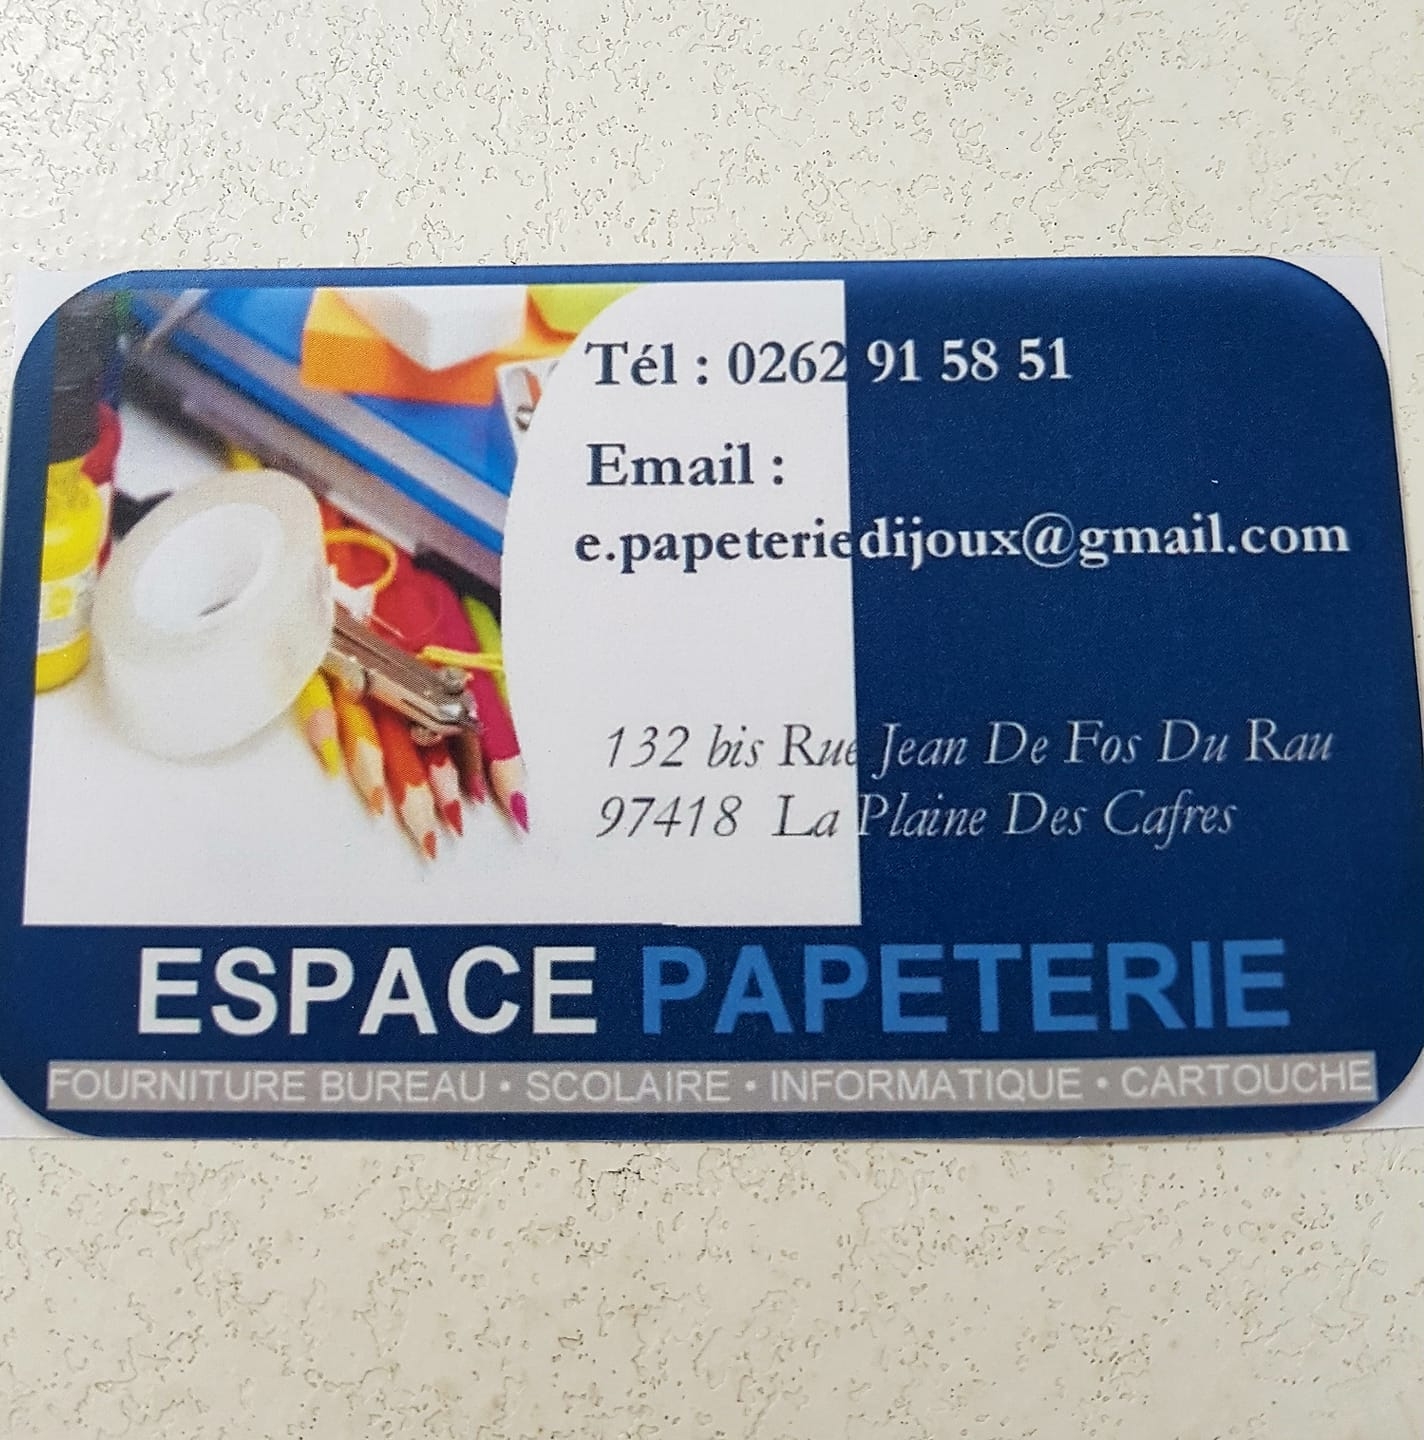 Tél : 0262 91 58 51
Email :
e.papeteriedijoux@gmail.com
132 bis Rue Jean De Fos Du Rau
97418 La Plaine Des Cafres
ESPACE PAPETERIE
FOURNITURE BUREAU • SCOLAIRE • INFORMATIQUE • CARTOUCHE